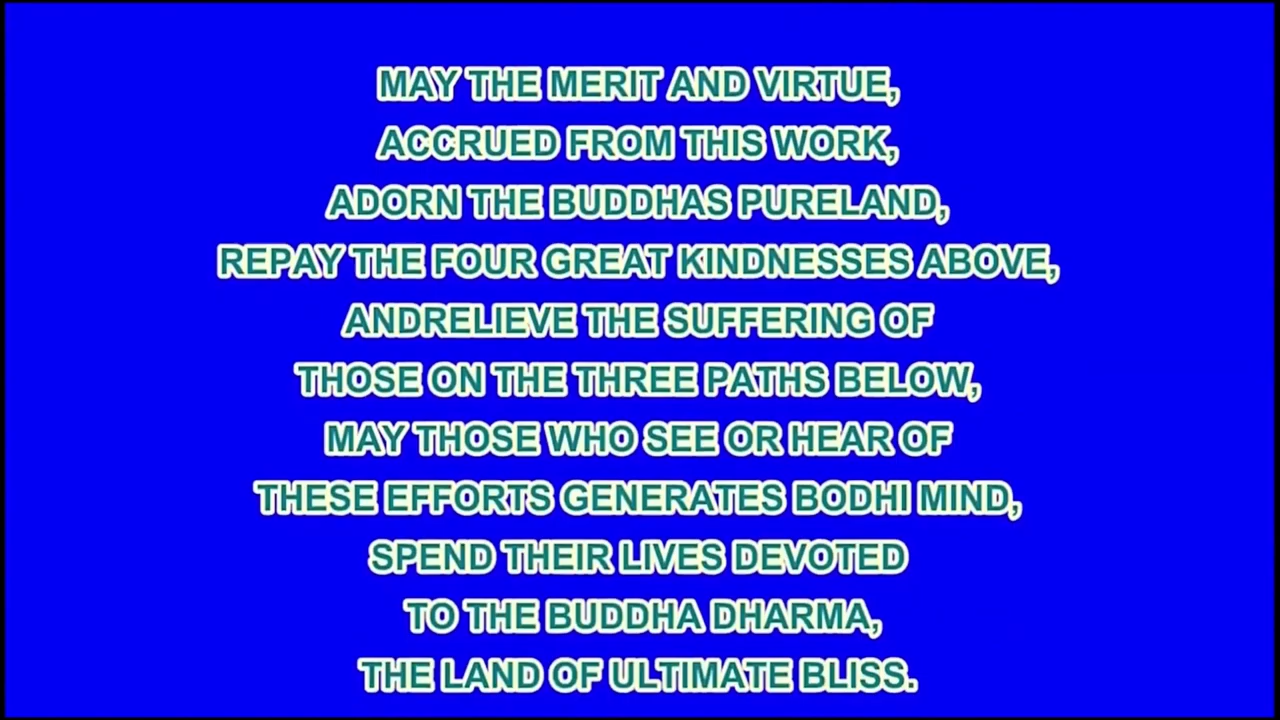 MAY THE MERIT AND VIRTUE,
ACCRUED FROM THIS WORK,
ADORN THE BUDDHAS PURELAND,
REPAY THE FOUR GREAT KINDNESSES ABOVE,
ANDRELIEVE THE SUFFERING OF
THOSE ON THE THREE PATHS BELOW,
MAY THOSE WHO SEE OR HEAR OF
THESE EFFORTS GENERATES BODHI MIND,
SPEND THEIR LIVES DEVOTED
TO THE BUDDHA DHARMA,
THE LAND OF ULTIMATE BLISS.